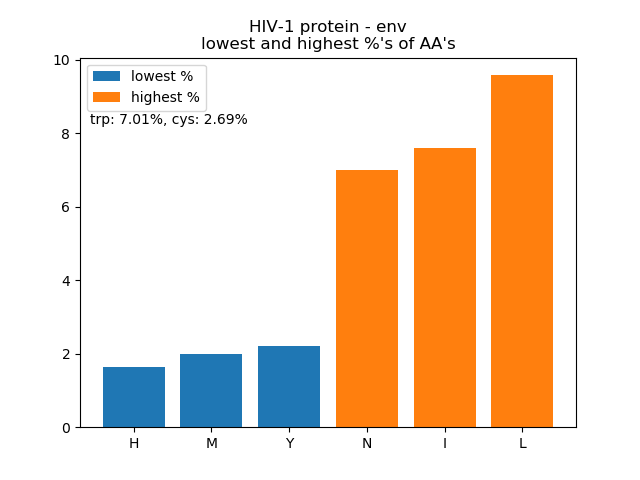 HIV-1 protein - env
lowest and highest %'s of AA's
10
8
6
4
2
0
lowest %
highest %
trp: 7.01%, cys: 2.69%
H M Y N I L